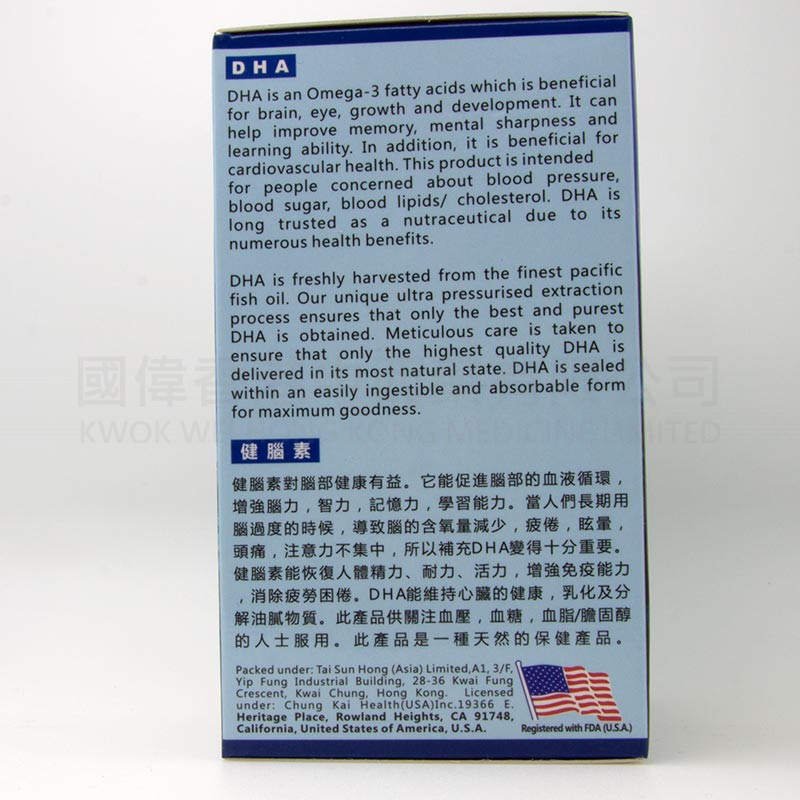 DHA
DHA is an Omega-3 fatty acids which is beneficial
for brain, eye, growth and development. It can
help improve memory, mental sharpness and
learning ability. In addition, it is beneficial for
cardiovascular health. This product is intended
for people concerned about blood pressure,
blood sugar, blood lipids/ cholesterol. DHA is
long trusted as a nutraceutical due to its
numerous health benefits.
DHA is freshly harvested from the finest pacific
fish oil. Our unique ultra pressurised extraction
process ensures that only the best and purest
DHA is obtained. Meticulous care is taken to
ensure that only the highest quality DHA is
delivered in its most natural state. DHA is sealed
within an easily ingestible and absorbable form
for maximum goodness.
國偉香 公司
KWOK WEI HONG KONG MEDICINE LIMITED
健腦素
健腦素對腦部健康有益。它能促進腦部的血液循環，
增強腦力，智力，記憶力，學習能力。當人們長期用
腦過度的時候，導致腦的含氧量減少，疲倦，眩暈，
頭痛，注意力不集中，所以補充DHA變得十分重要。
健腦素能恢復人體精力、耐力、活力，增強免疫能力
，消除疲勞困倦。DHA能維持心臟的健康，乳化及分
解油膩物質。此產品供關注血壓，血糖，血脂/膽固醇
的人士服用。此產品是一種天然的保健產品。
Packed under: Tai Sun Hong (Asia) Limited,A1, 3/F,
Yip Fung Industrial Building, 28-36 Kwai Fung
Crescent, Kwai Chung, Hong Kong. Licensed
under: Chung Kai Health(USA)Inc.19366 E.
Heritage Place, Rowland Heights, CA 91748,
California, United States of America, U.S.A.
Registered with FDA (U.S.A.)